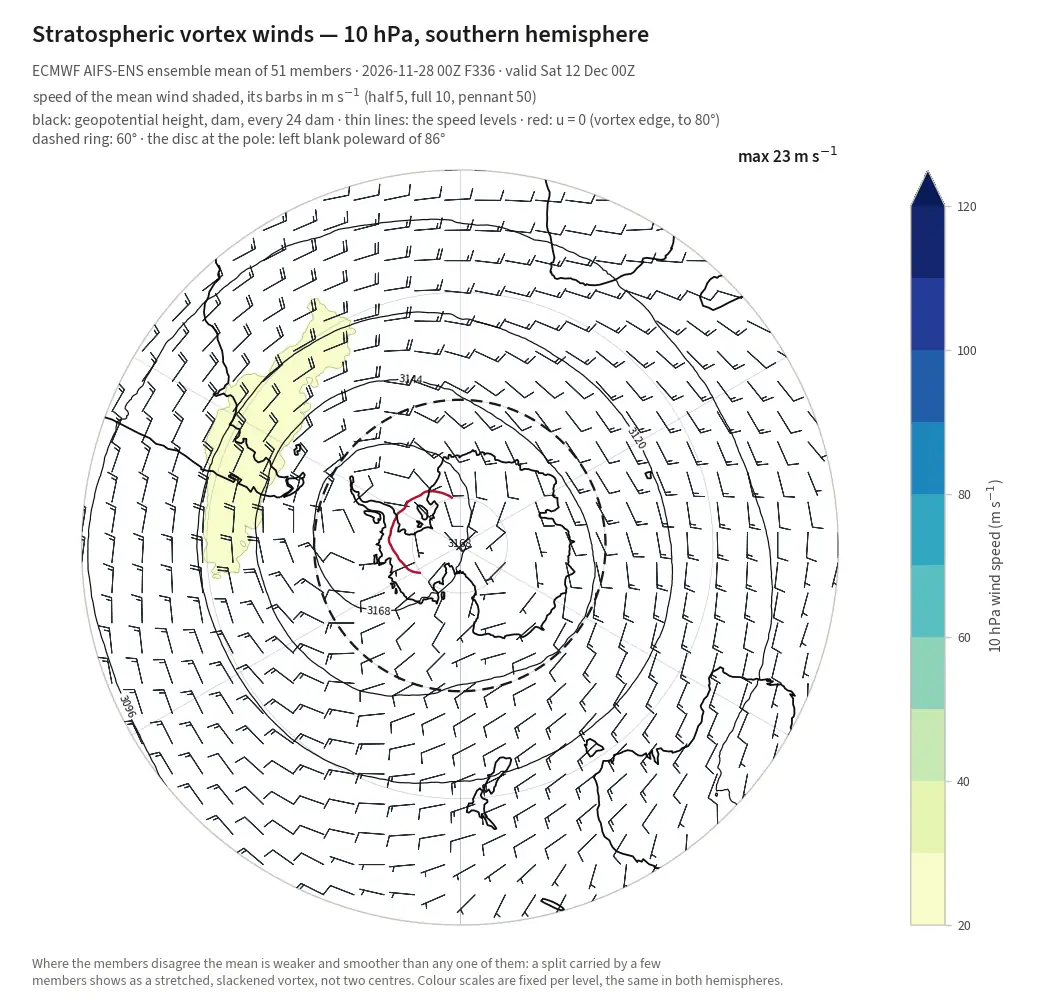 Stratospheric vortex winds — 10 hPa, southern hemisphere
ECMWF AIFS-ENS ensemble mean of 51 members · 2026-11-28 00Z F336 · valid Sat 12 Dec 00Z
speed of the mean wind shaded, its barbs in m s⁻¹ (half 5, full 10, pennant 50)
black: geopotential height, dam, every 24 dam · thin lines: the speed levels · red: u = 0 (vortex edge, to 80°)
dashed ring: 60° · the disc at the pole: left blank poleward of 86°
max 23 m s⁻¹
120
100
80
60
40
20
10 hPa wind speed (m s⁻¹)
3144
3120
3168
3168
3096
Where the members disagree the mean is weaker and smoother than any one of them: a split carried by a few
members shows as a stretched, slackened vortex, not two centres. Colour scales are fixed per level, the same in both hemispheres.